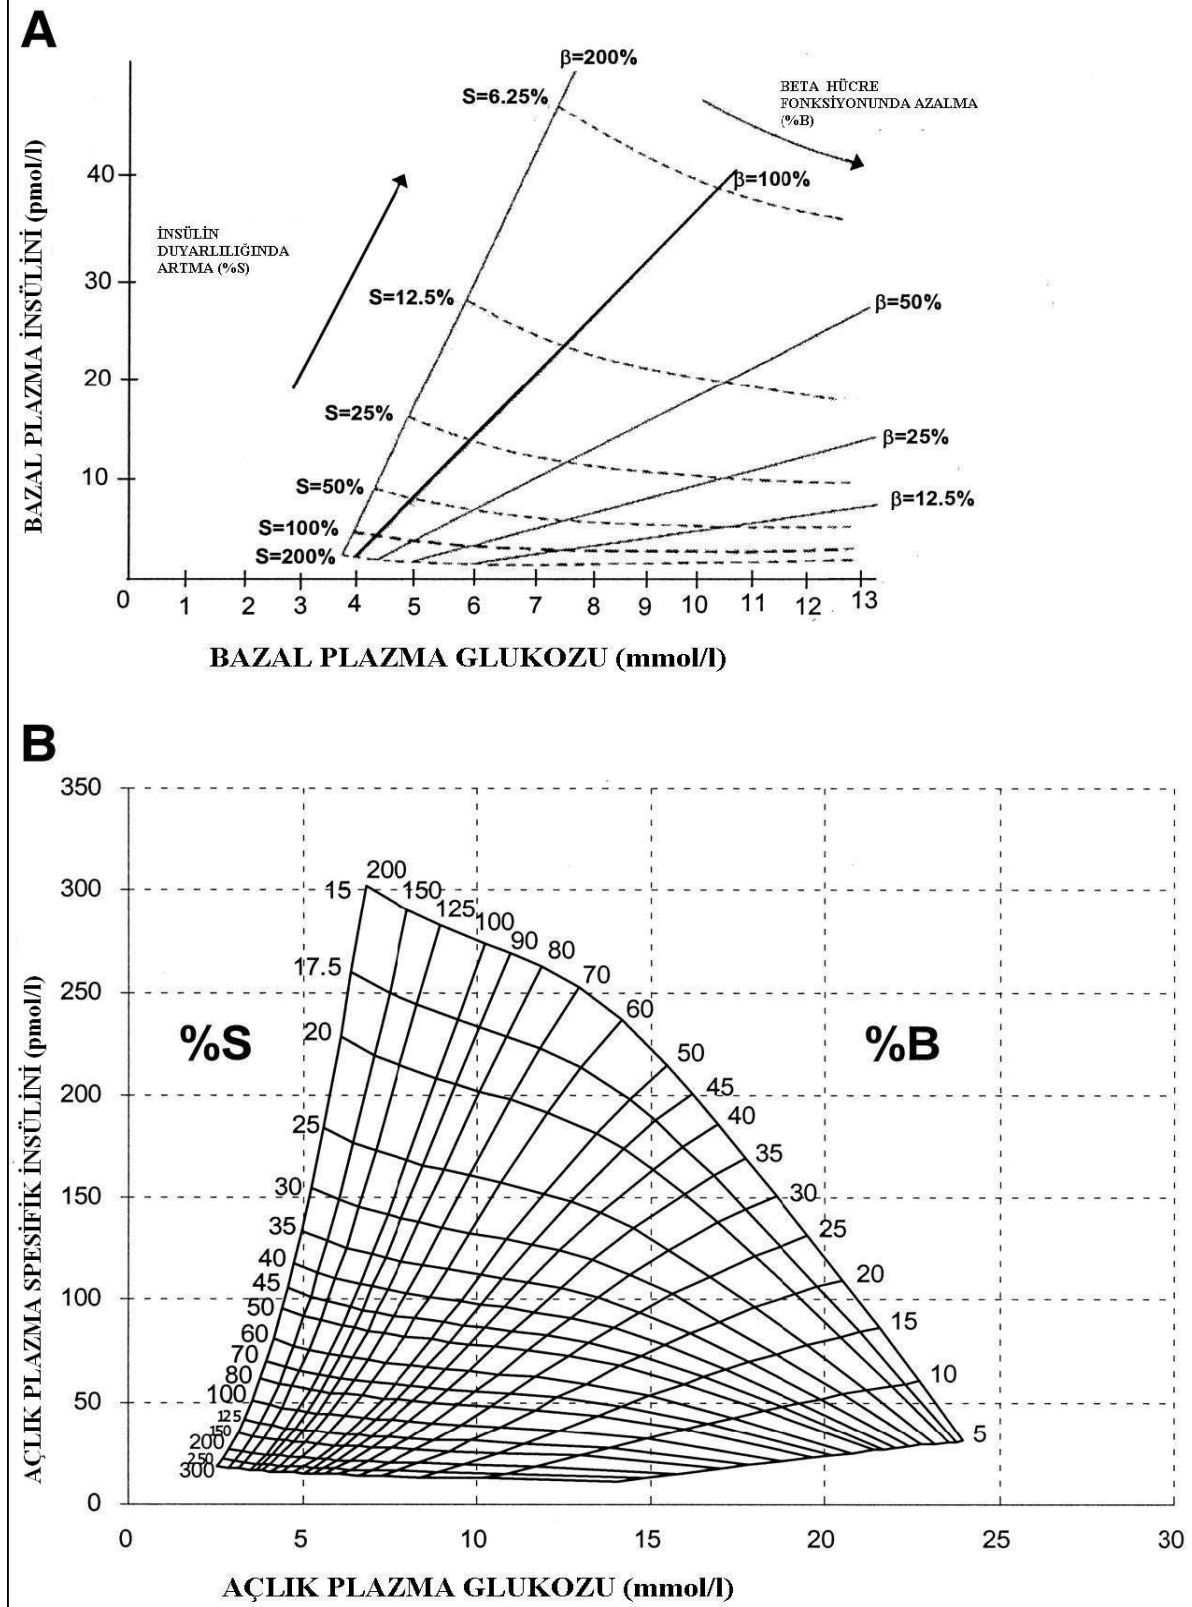 A
β=200%
S=6.25%
BETA HÜCRE
FONKSİYONUNDA AZALMA
(%B)
β=100%
40
İNSÜLİN
DUYARLILIĞINDA
ARTMA (%S)
30
S=12.5%
β=50%
20
S=25%
β=25%
10
S=50%
β=12.5%
S=100%
S=200%
BAZAL PLAZMA İNSÜLİNİ (pmol/l)
0 1 2 3 4 5 6 7 8 9 10 11 12 13
BAZAL PLAZMA GLUKOZU (mmol/l)
B
350
300
250
200
150
100
50
0
AÇLIK PLAZMA SPESİFİK İNSÜLİNİ (pmol/l)
%S
%B
15
17.5
20
25
30
35
40
45
50
60
70
80
100
125
150
200
250
300
200
150
125
100
90
80
70
60
50
45
40
35
30
25
20
15
10
5
0 5 10 15 20 25 30
AÇLIK PLAZMA GLUKOZU (mmol/l)